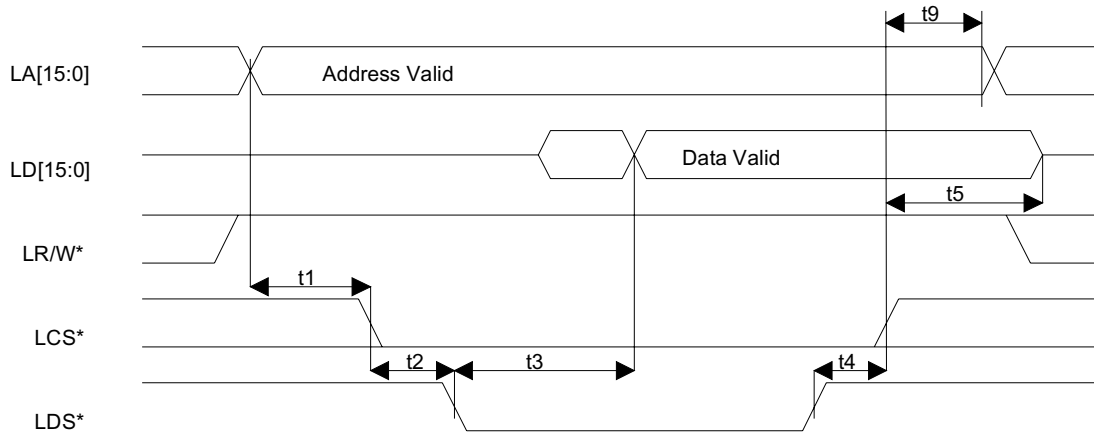 t9
LA[15:0]
Address Valid
LD[15:0]
Data Valid
t5
LR/W*
t1
LCS*
t2
t3
t4
LDS*